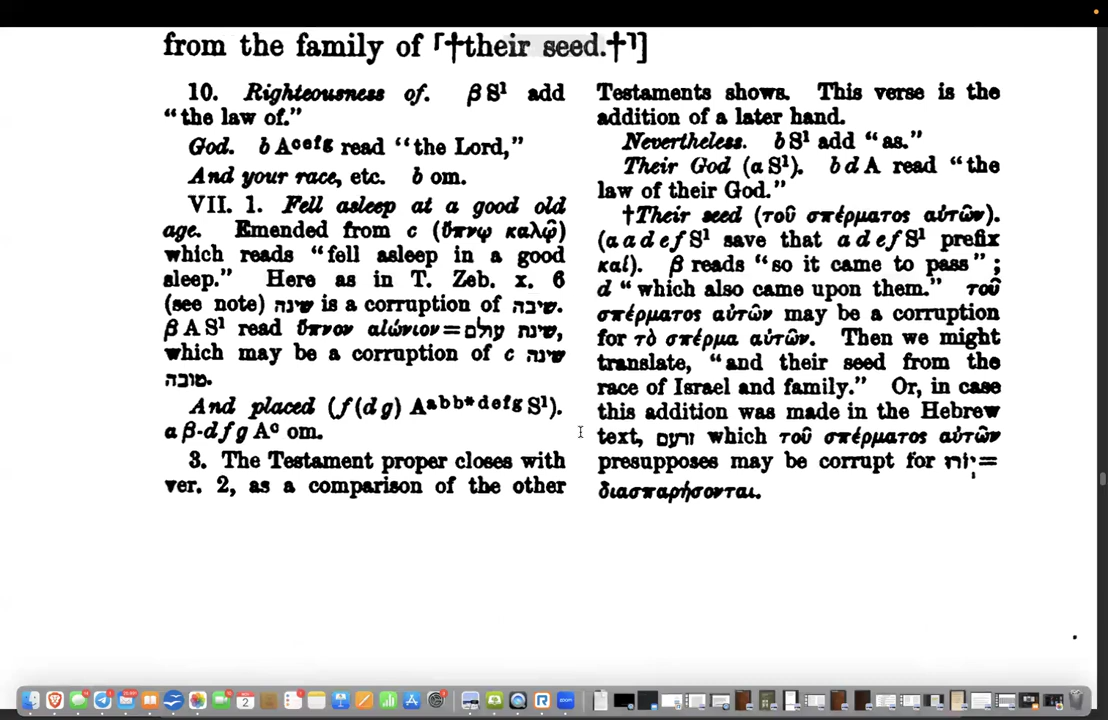 from the family of ⸢†their seed.†⸣]
10. Righteousness of. β S¹ add
“the law of.”
God. b Aᶜᵉᶠᵍ read “the Lord,”
And your race, etc. b om.
VII. 1. Fell asleep at a good old
age. Emended from c (ὕπνῳ καλῷ)
which reads “fell asleep in a good
sleep.” Here as in T. Zeb. x. 6
(see note) שינה is a corruption of שיבה.
β A S¹ read ὕπνον αἰώνιον=שינת עולם,
which may be a corruption of c שינה
טובה.
And placed (f (d g) Aᵃᵇᵇ*ᵈᵉᶠᵍ S¹).
α β-d f g Aᶜ om.
3. The Testament proper closes with
ver. 2, as a comparison of the other
Testaments shows. This verse is the
addition of a later hand.
Nevertheless. b S¹ add “as.”
Their God (α S¹). b d A read “the
law of their God.”
†Their seed (τοῦ σπέρματος αὐτῶν).
(α a d e f S¹ save that a d e f S¹ prefix
καί). β reads “so it came to pass”;
d “which also came upon them.” τοῦ
σπέρματος αὐτῶν may be a corruption
for τὸ σπέρμα αὐτῶν. Then we might
translate, “and their seed from the
race of Israel and family.” Or, in case
this addition was made in the Hebrew
text, זרעם which τοῦ σπέρματος αὐτῶν
presupposes may be corrupt for יזרו=
διασπαρήσονται.